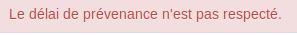 Le délai de prévenance n'est pas respecté.